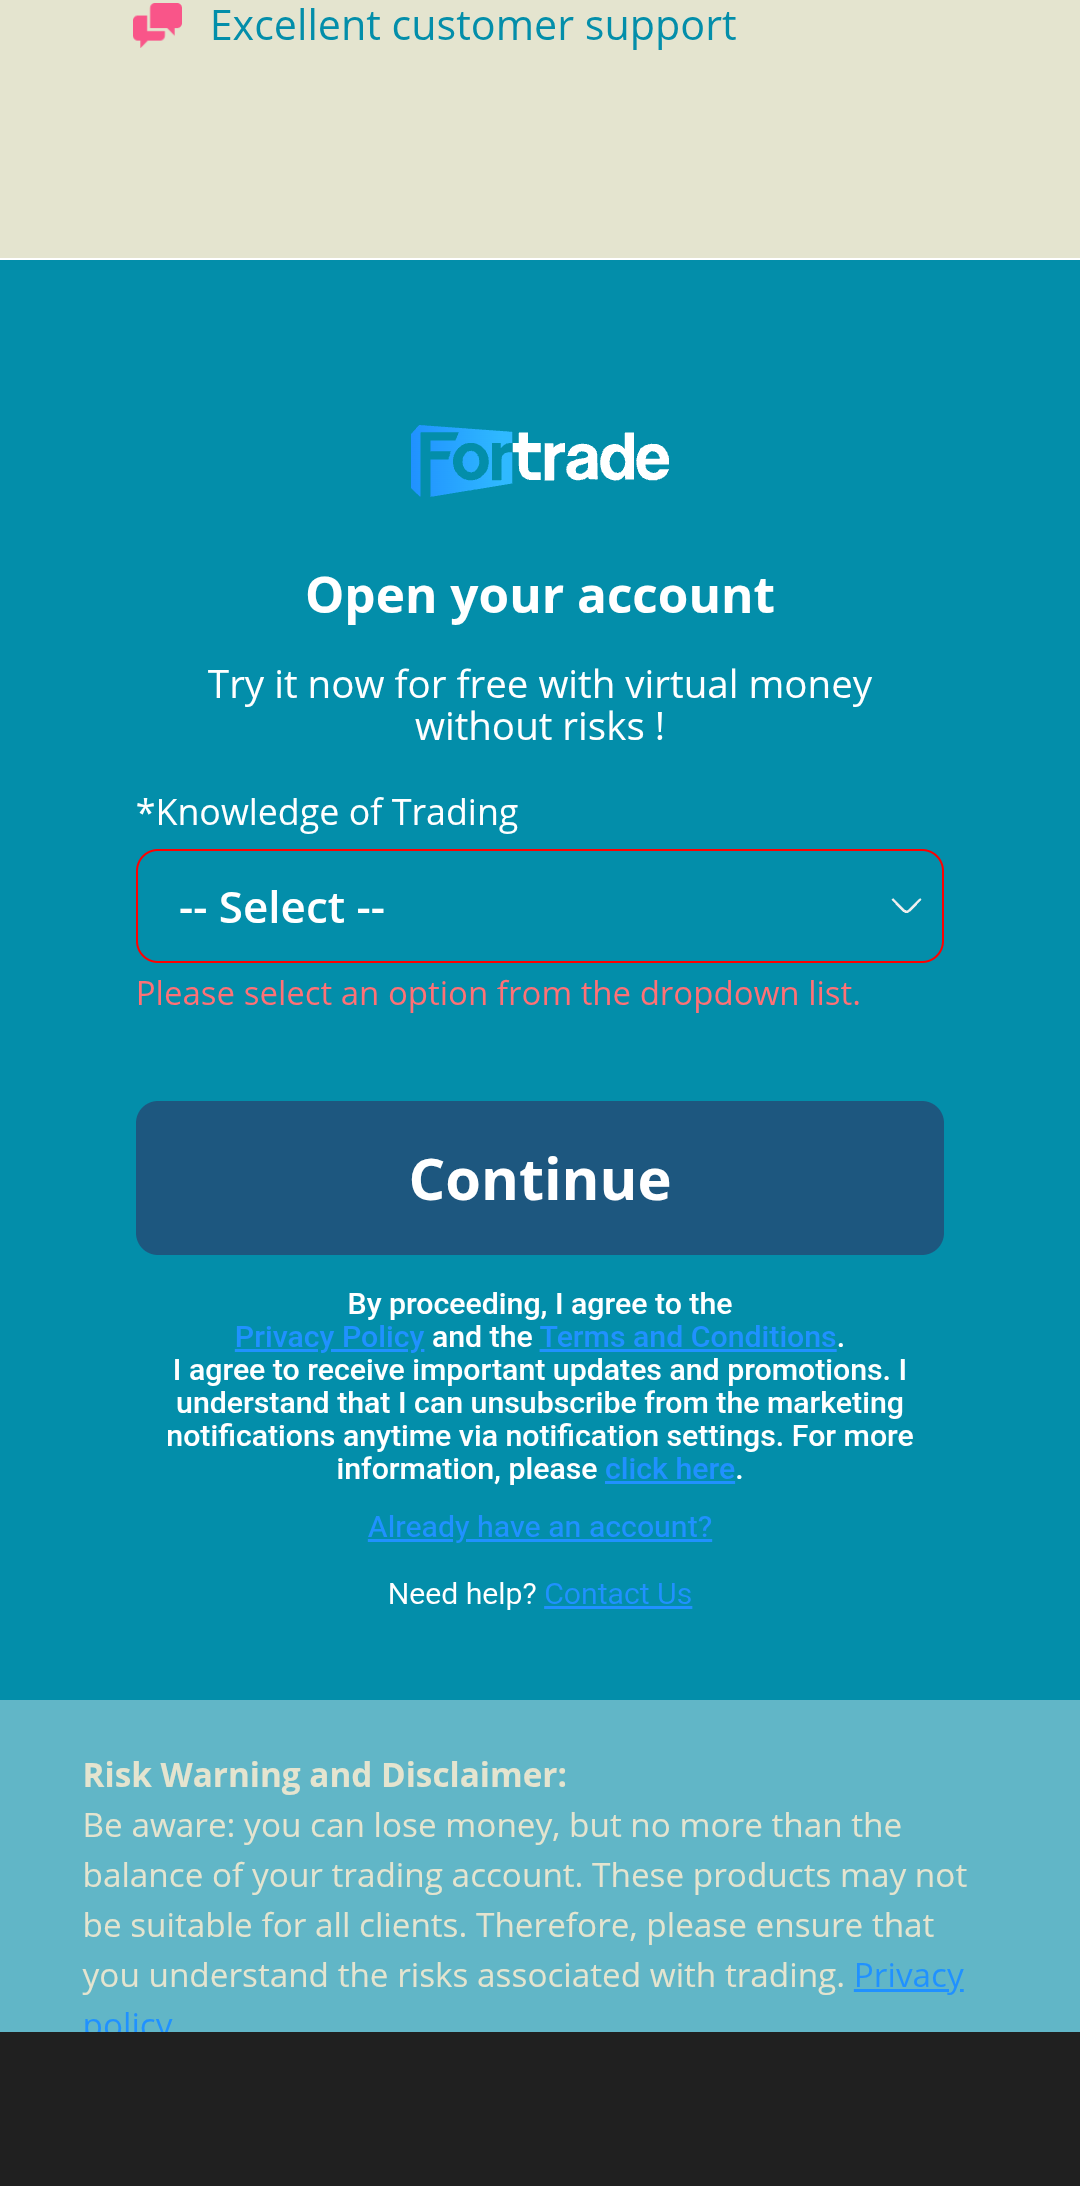 Excellent customer support
Fortrade
Open your account
Try it now for free with virtual money
without risks !
*Knowledge of Trading
-- Select --
Please select an option from the dropdown list.
Continue
By proceeding, I agree to the
Privacy Policy and the Terms and Conditions.
I agree to receive important updates and promotions. I
understand that I can unsubscribe from the marketing
notifications anytime via notification settings. For more
information, please click here.
Already have an account?
Need help? Contact Us
Risk Warning and Disclaimer:
Be aware: you can lose money, but no more than the
balance of your trading account. These products may not
be suitable for all clients. Therefore, please ensure that
you understand the risks associated with trading. Privacy
policy